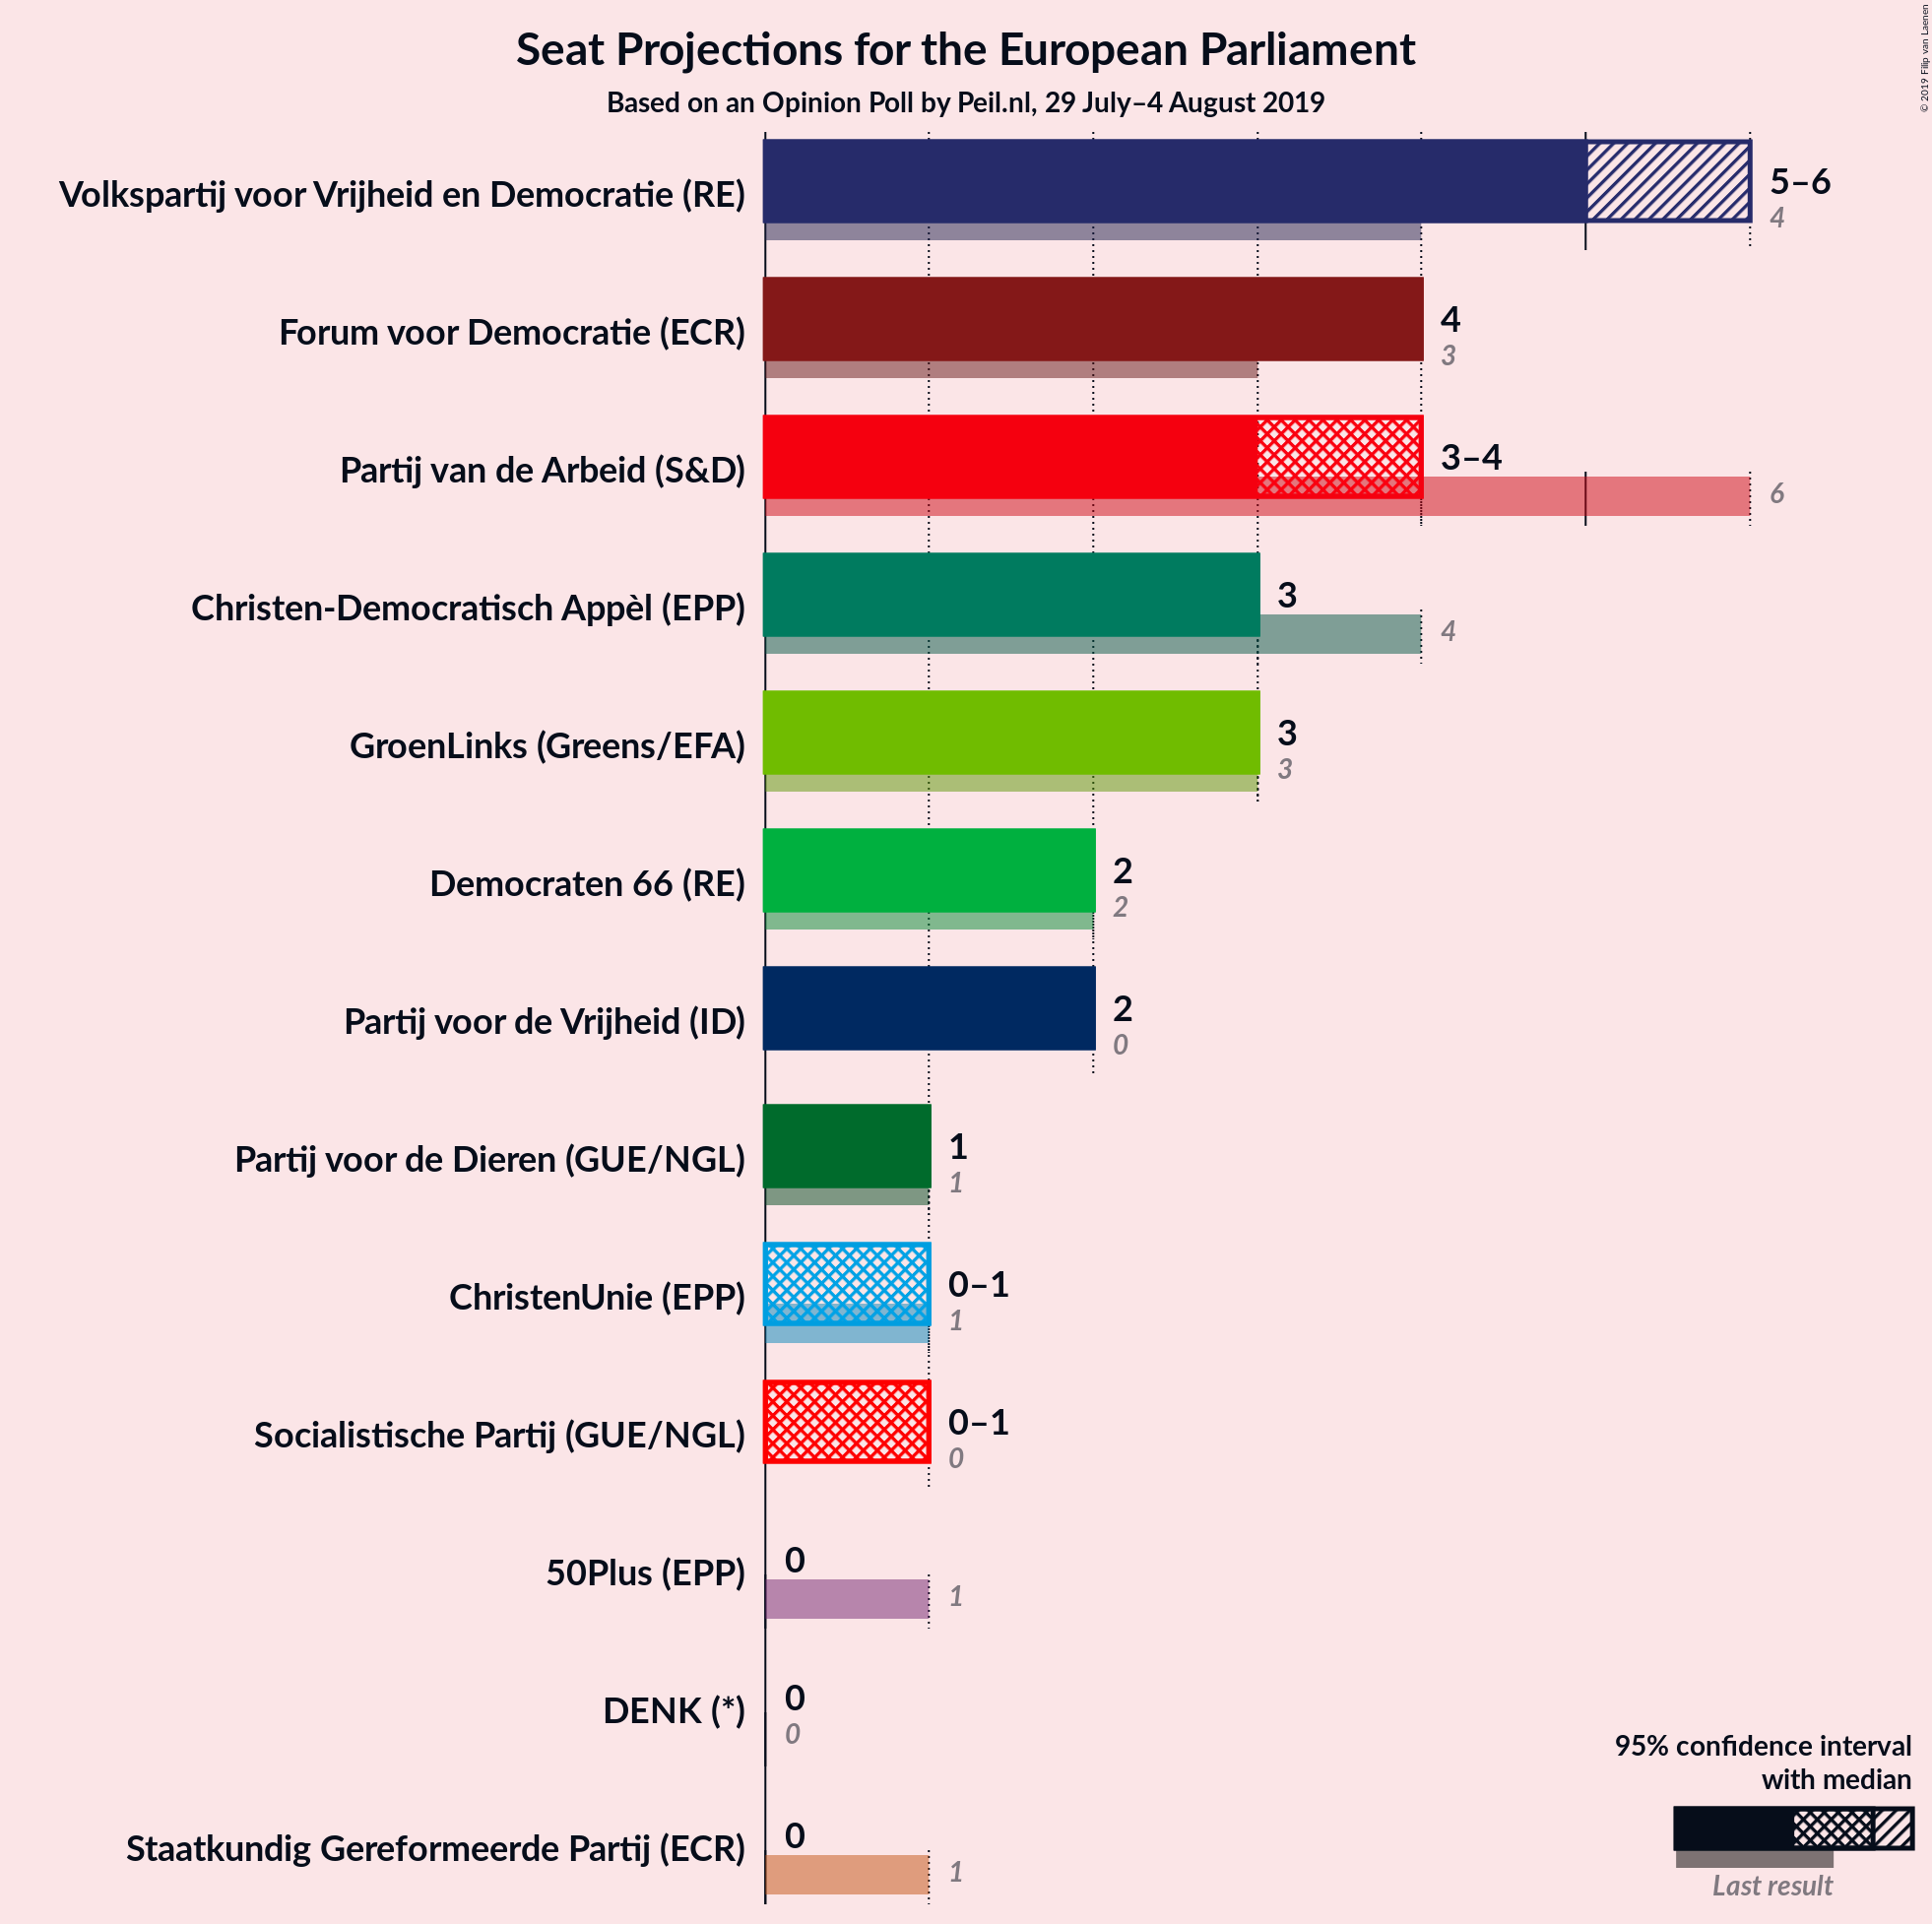 Seat Projections for the European Parliament
Based on an Opinion Poll by Peil.nl, 29 July–4 August 2019
© 2019 Filip van Laenen
Volkspartij voor Vrijheid en Democratie (RE)
5–6
4
Forum voor Democratie (ECR)
4
3
Partij van de Arbeid (S&D)
3–4
6
Christen-Democratisch Appèl (EPP)
3
4
GroenLinks (Greens/EFA)
3
3
Democraten 66 (RE)
2
2
Partij voor de Vrijheid (ID)
2
0
Partij voor de Dieren (GUE/NGL)
1
1
ChristenUnie (EPP)
0–1
1
Socialistische Partij (GUE/NGL)
0–1
0
50Plus (EPP)
0
1
DENK (*)
0
0
Staatkundig Gereformeerde Partij (ECR)
0
1
95% confidence interval
with median
Last result